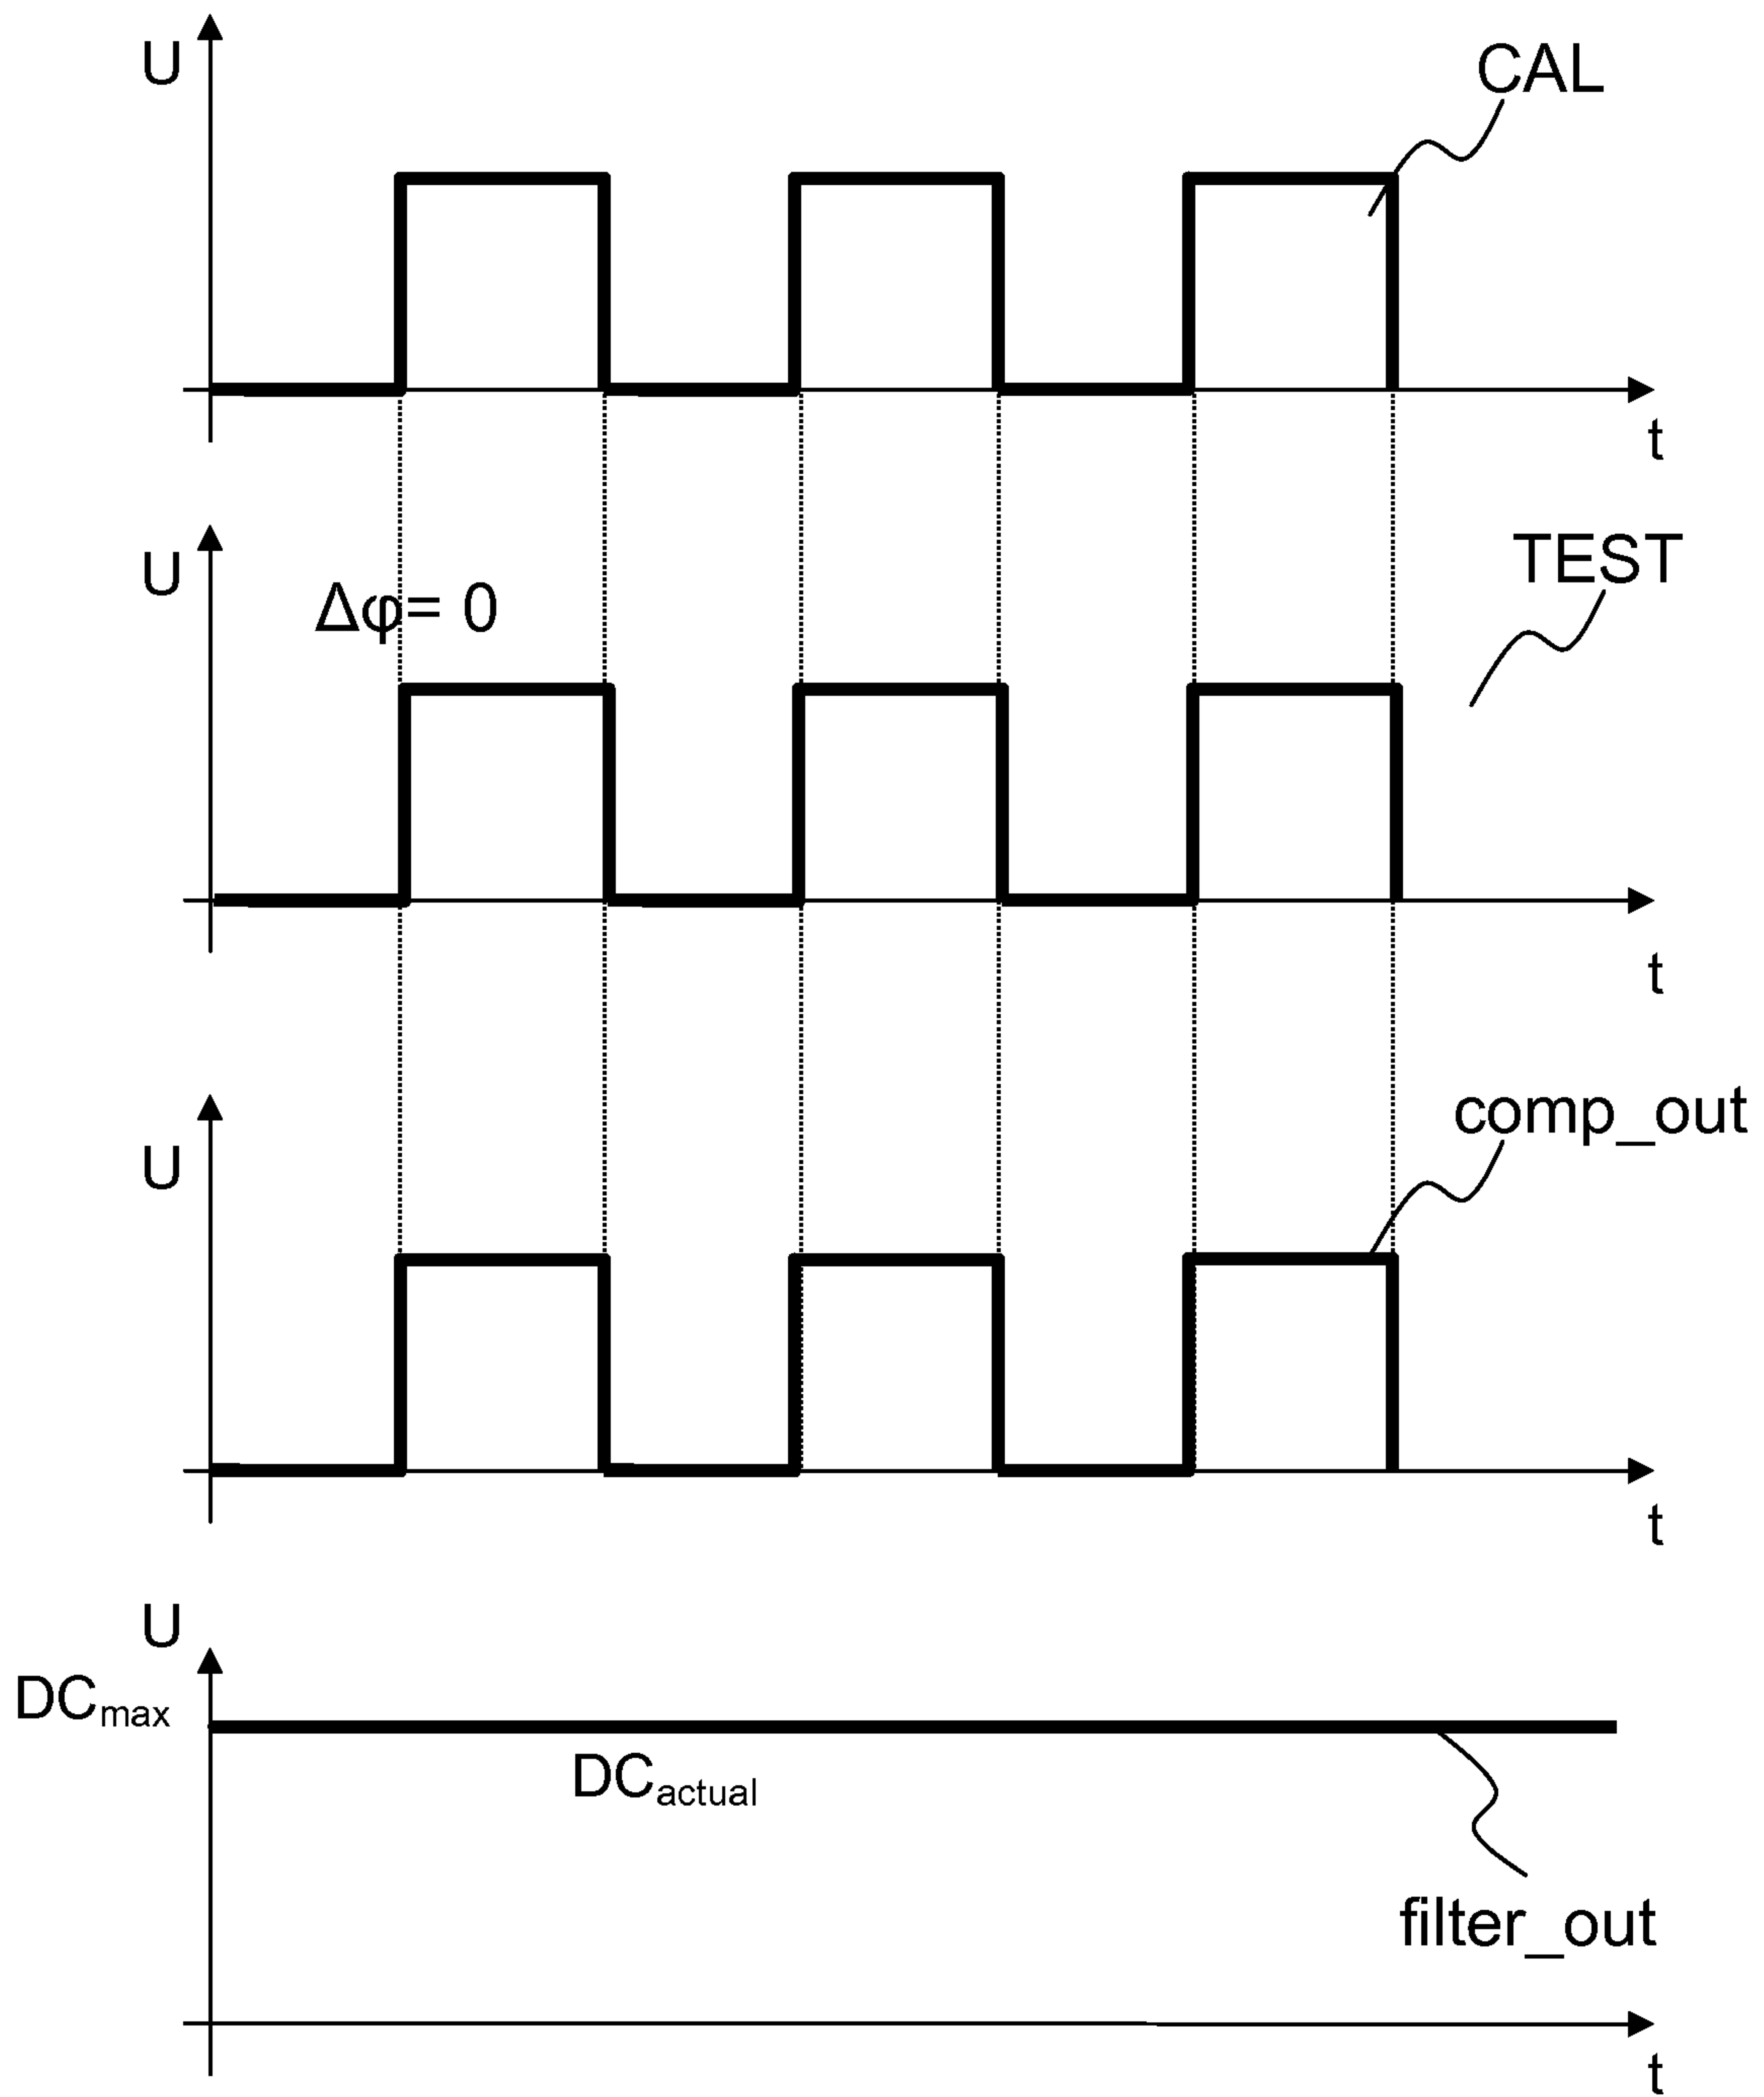 U
CAL
t
U
TEST
Δφ= 0
t
U
comp_out
t
U
DCmax
DCactual
filter_out
t